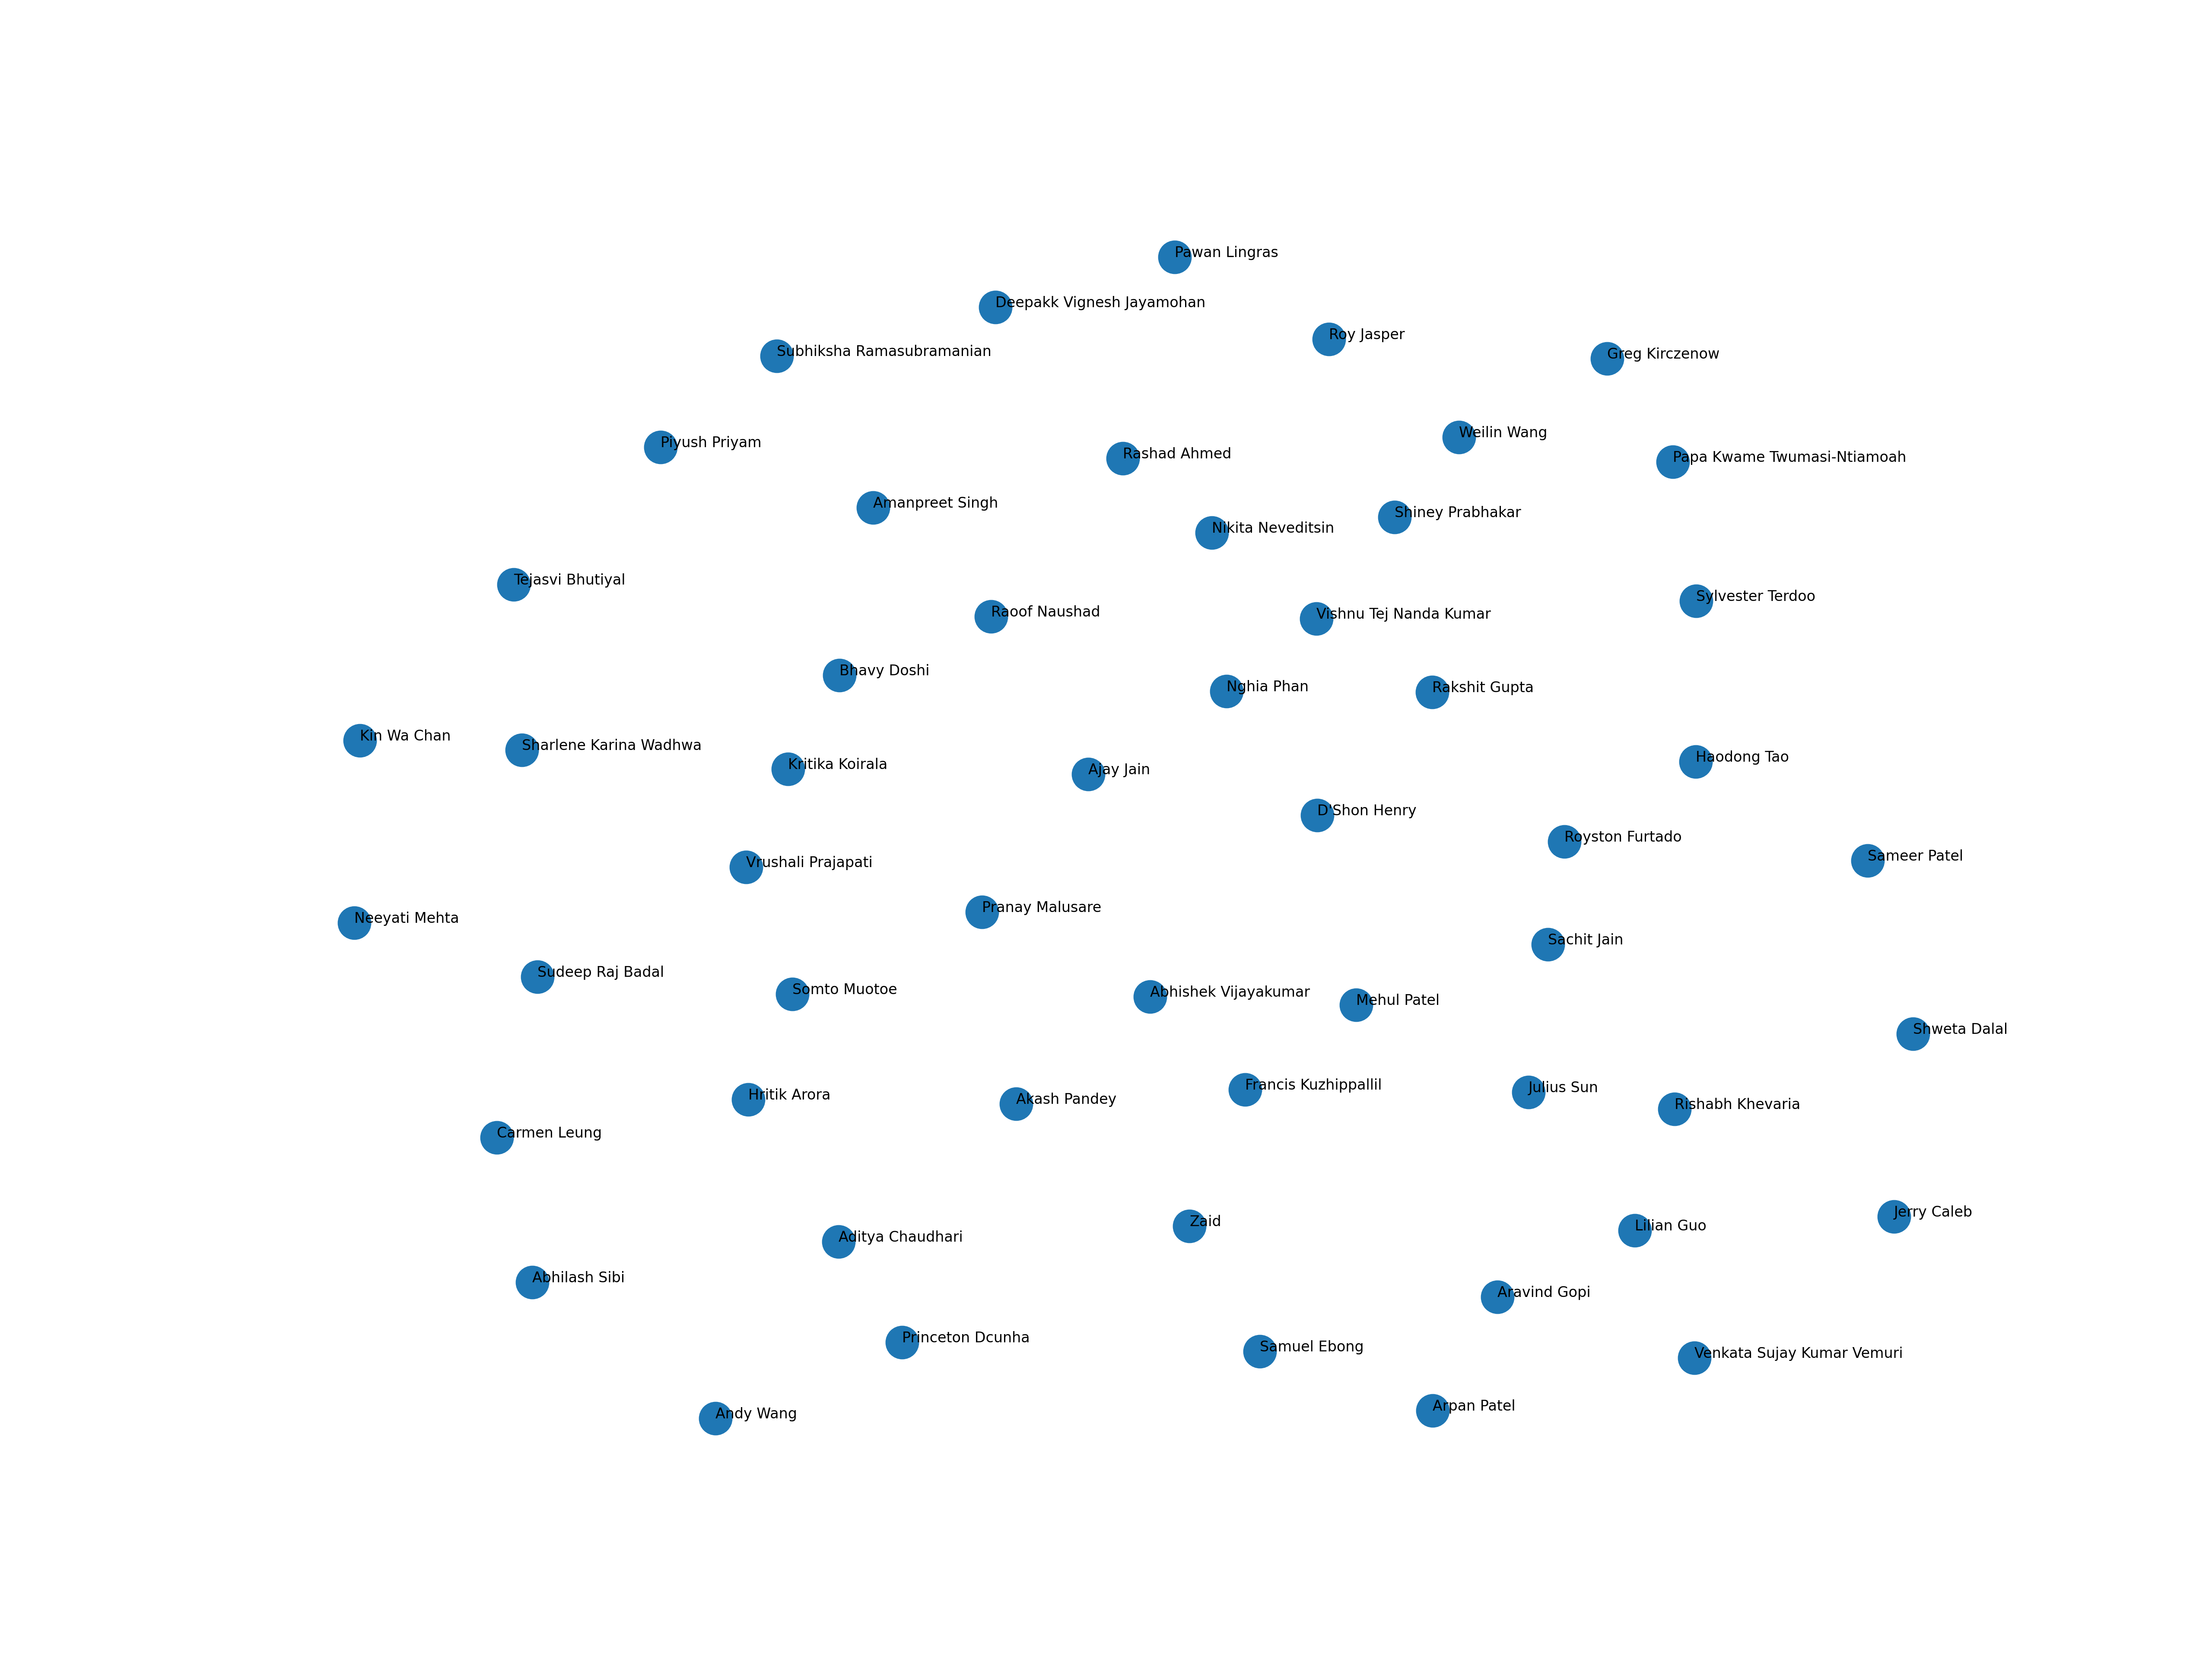 Pawan Lingras
Deepakk Vignesh Jayamohan
Roy Jasper
Subhiksha Ramasubramanian
Greg Kirczenow
Weilin Wang
Piyush Priyam
Rashad Ahmed
Papa Kwame Twumasi-Ntiamoah
Amanpreet Singh
Shiney Prabhakar
Nikita Neveditsin
Tejasvi Bhutiyal
Sylvester Terdoo
Raoof Naushad
Vishnu Tej Nanda Kumar
Bhavy Doshi
Nghia Phan
Rakshit Gupta
Kin Wa Chan
Sharlene Karina Wadhwa
Haodong Tao
Kritika Koirala
Ajay Jain
D'Shon Henry
Royston Furtado
Sameer Patel
Vrushali Prajapati
Pranay Malusare
Neeyati Mehta
Sachit Jain
Sudeep Raj Badal
Somto Muotoe
Abhishek Vijayakumar
Mehul Patel
Shweta Dalal
Francis Kuzhippallil
Julius Sun
Hritik Arora
Akash Pandey
Rishabh Khevaria
Carmen Leung
Jerry Caleb
Zaid
Lilian Guo
Aditya Chaudhari
Abhilash Sibi
Aravind Gopi
Princeton Dcunha
Samuel Ebong
Venkata Sujay Kumar Vemuri
Arpan Patel
Andy Wang